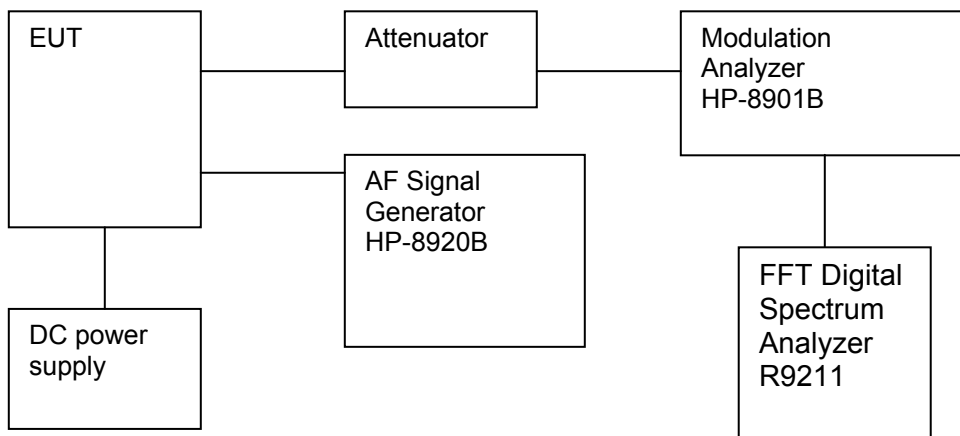 EUT
Attenuator
Modulation
Analyzer
HP-8901B
AF Signal
Generator
HP-8920B
DC power
supply
FFT Digital
Spectrum
Analyzer
R9211